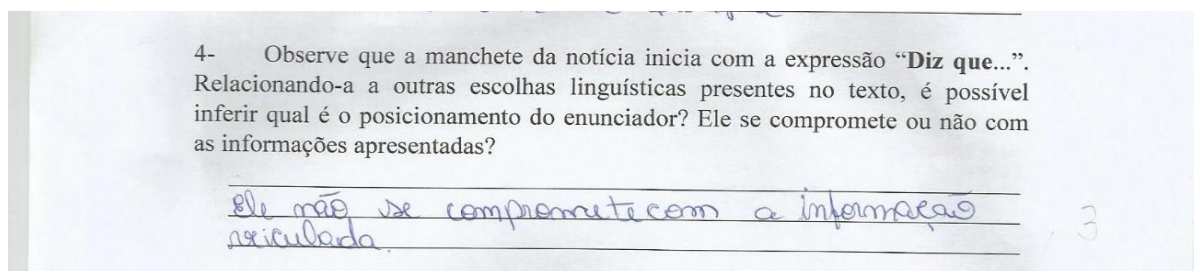 4- Observe que a manchete da notícia inicia com a expressão “Diz que...”.
Relacionando-a a outras escolhas linguísticas presentes no texto, é possível
inferir qual é o posicionamento do enunciador? Ele se compromete ou não com
as informações apresentadas?
Ele não se compromete com a informação
veiculada.
3